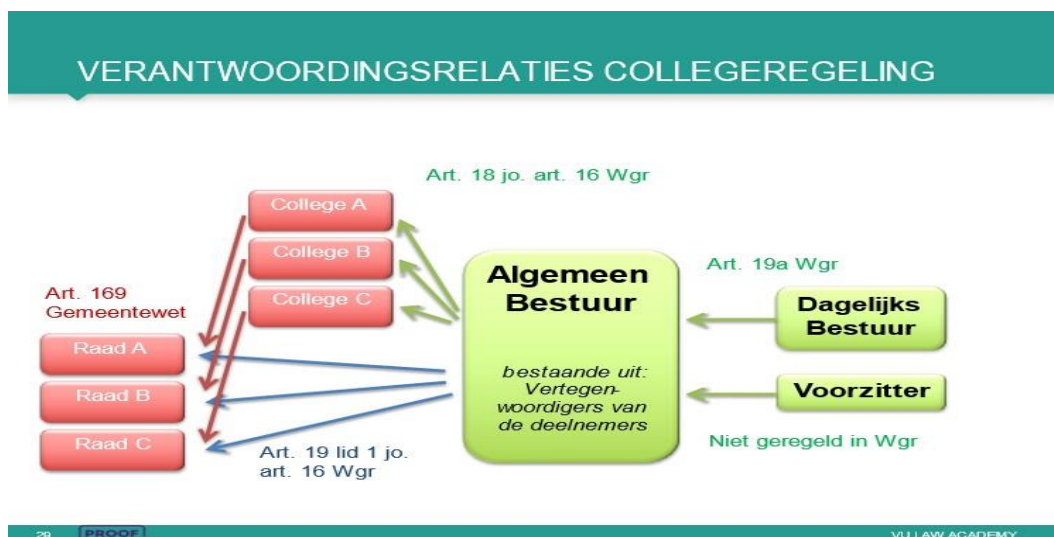 VERANTWOORDINGSRELATIES COLLEGEREGELING
Art. 18 jo. art. 16 Wgr
College A
College B
College C
Art. 169
Gemeentewet
Raad A
Raad B
Raad C
Art. 19 lid 1 jo.
art. 16 Wgr
Algemeen
Bestuur
bestaande uit:
Vertegen-
woordigers van
de deelnemers
Art. 19a Wgr
Dagelijks
Bestuur
Voorzitter
Niet geregeld in Wgr
29
PROOF
VU LAW ACADEMY